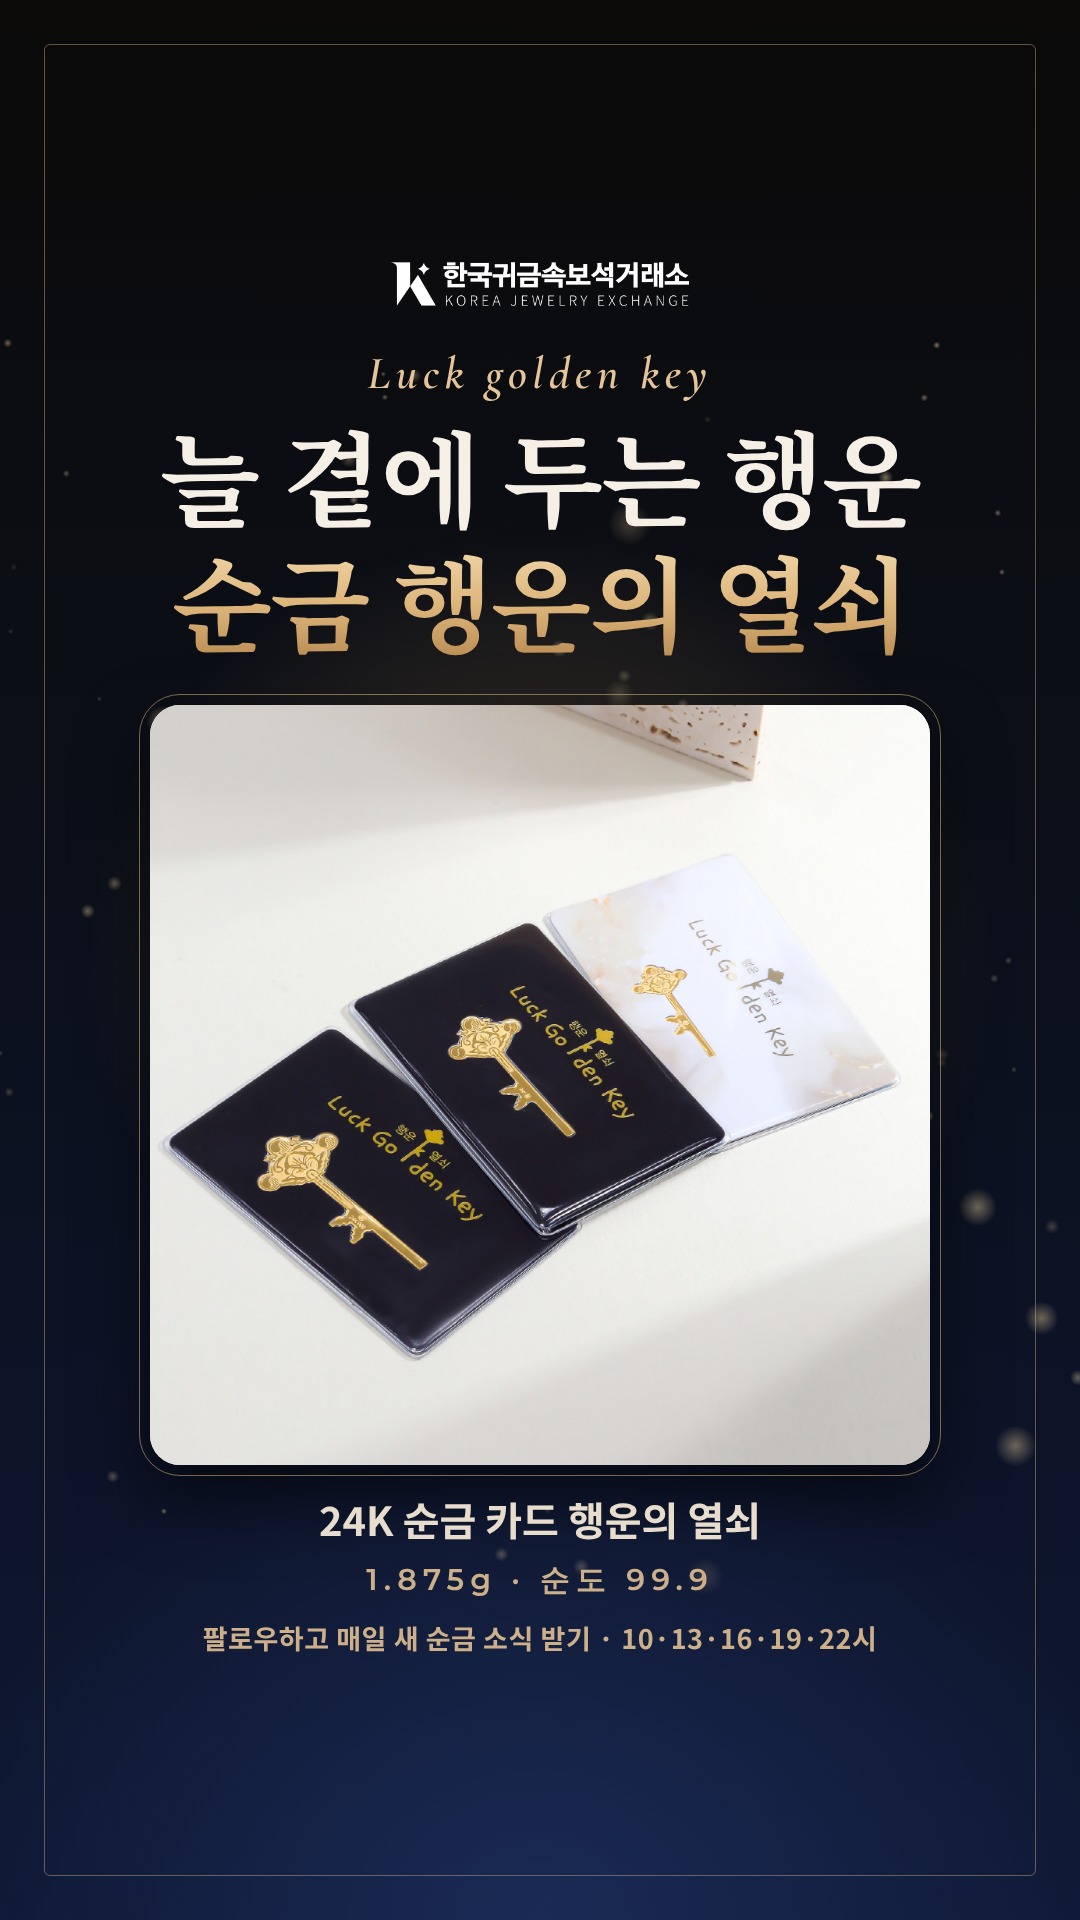 한국귀금속보석거래소
KOREA JEWELRY EXCHANGE
Luck golden key
늘 곁에 두는 행운
순금 행운의 열쇠
Luck Golden Key
행운 열쇠
Luck Golden Key
행운 열쇠
Luck Golden Key
행운 열쇠
24K 순금 카드 행운의 열쇠
1.875g · 순도 99.9
팔로우하고 매일 새 순금 소식 받기 · 10·13·16·19·22시